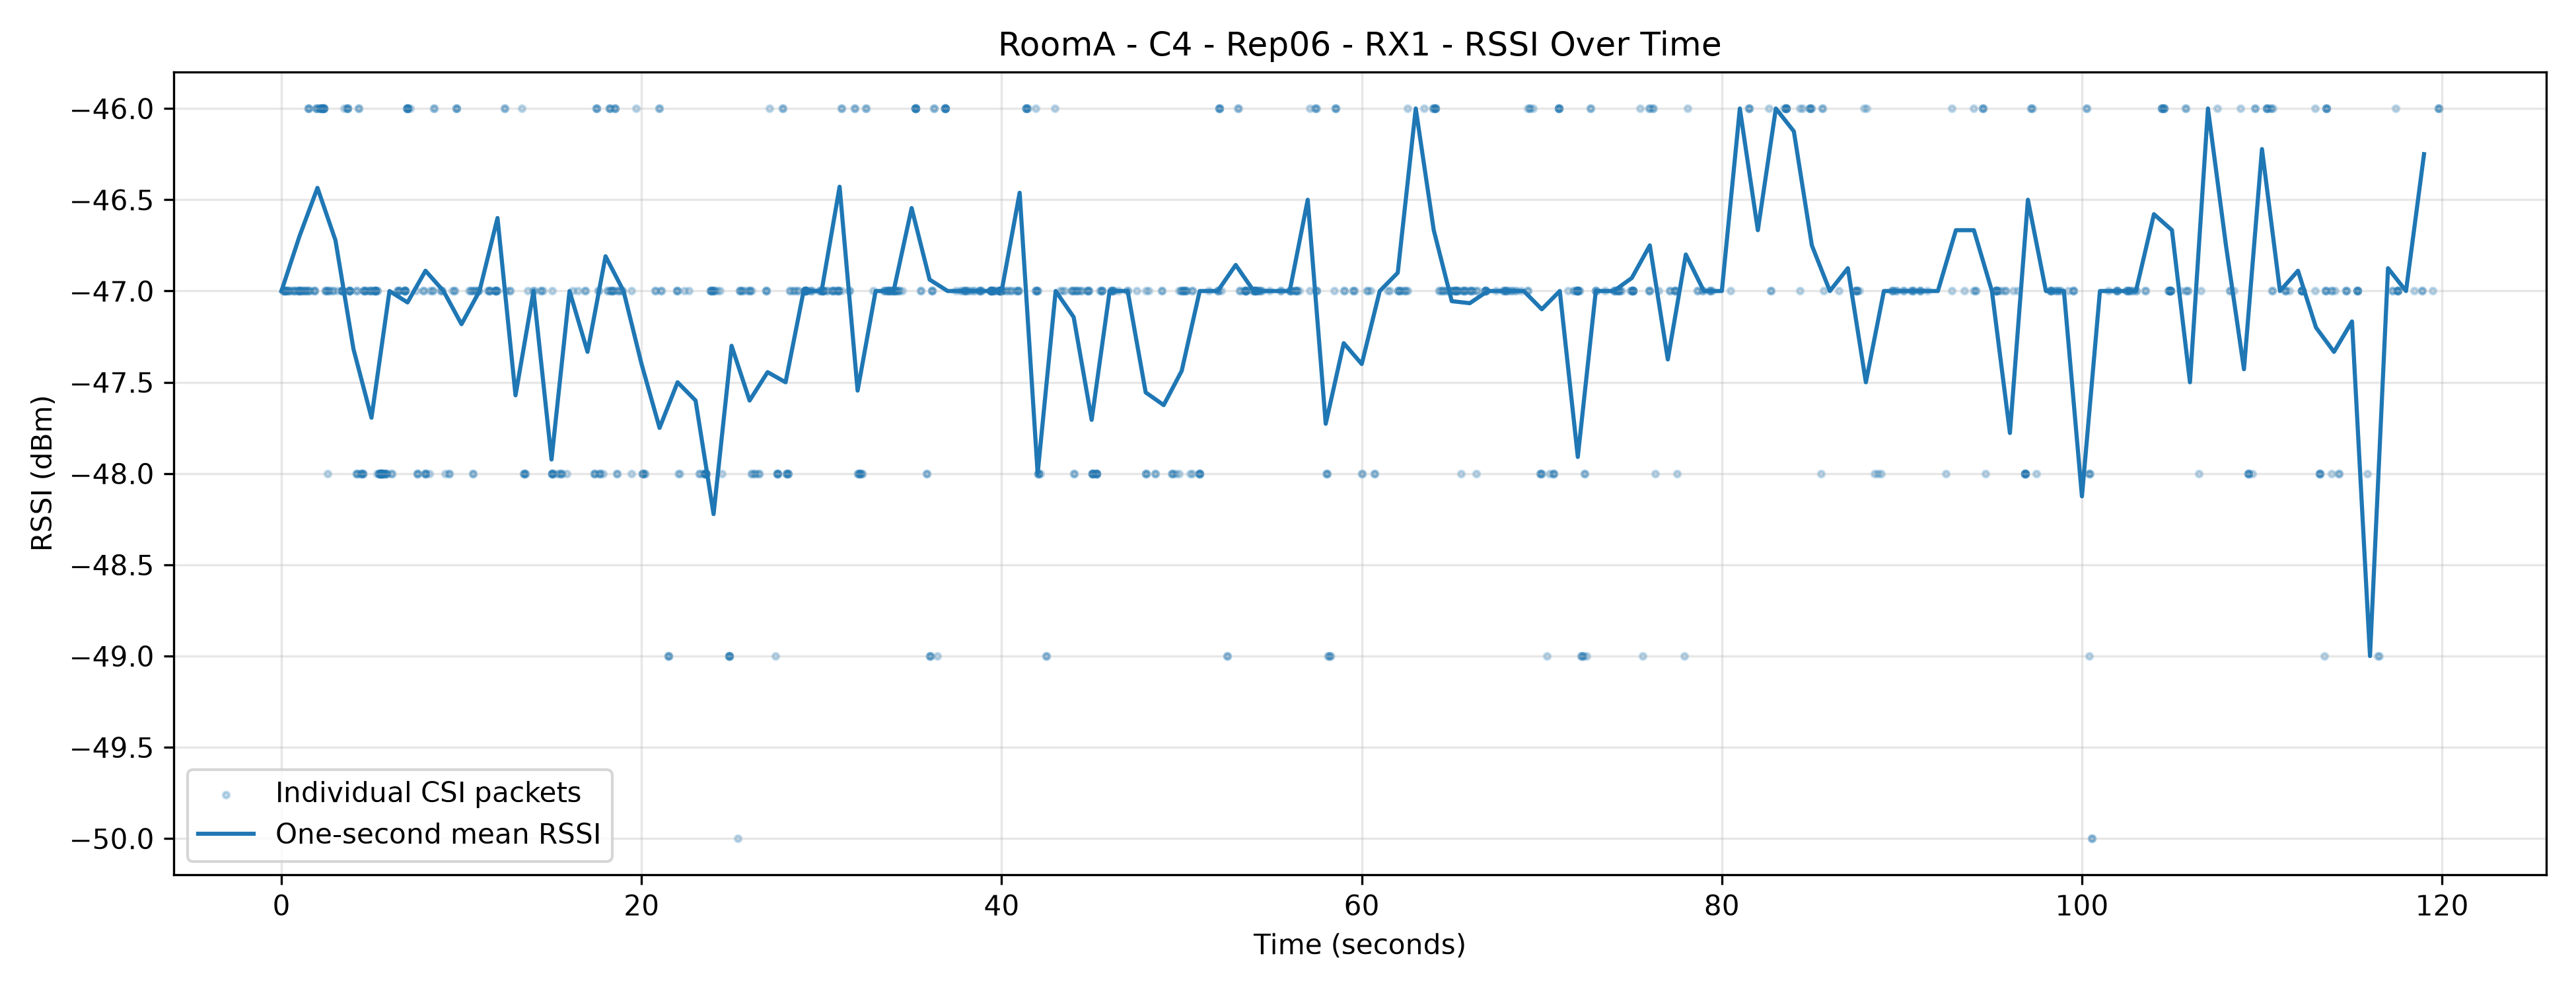 RoomA - C4 - Rep06 - RX1 - RSSI Over Time
RSSI (dBm)
−46.0
−46.5
−47.0
−47.5
−48.0
−48.5
−49.0
−49.5
−50.0
Individual CSI packets
One-second mean RSSI
0 20 40 60 80 100 120
Time (seconds)